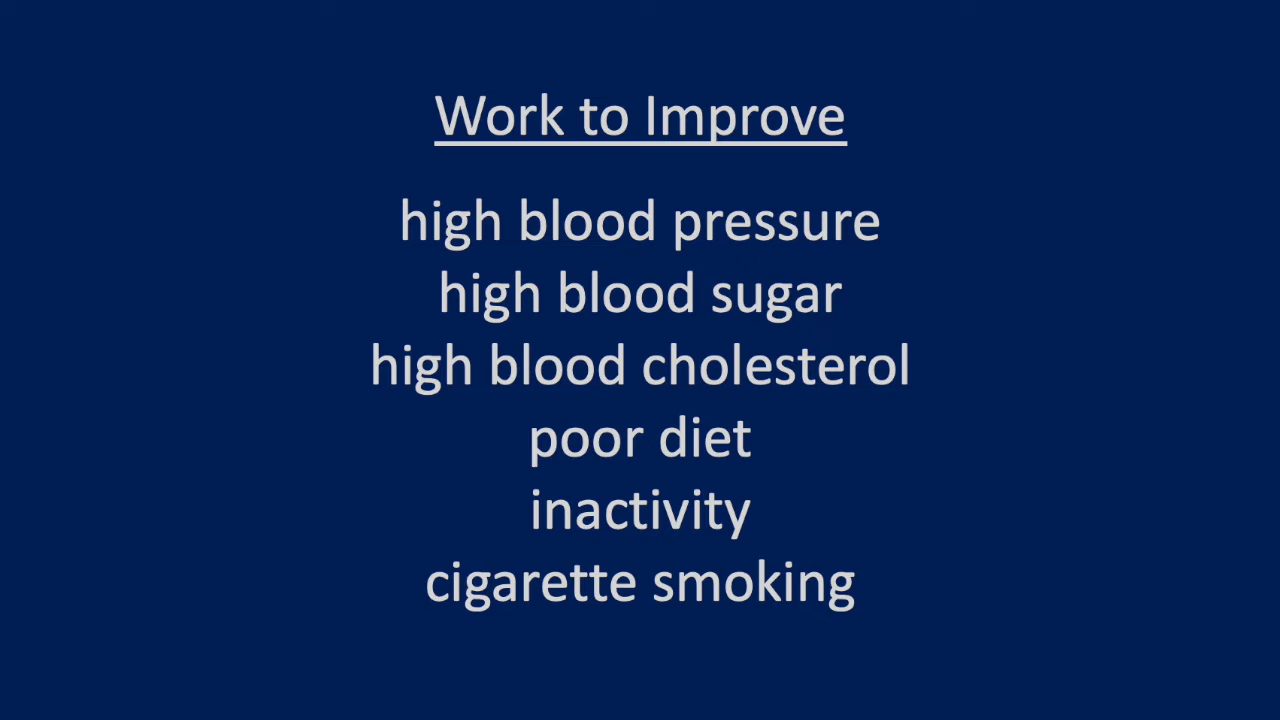 Work to Improve
high blood pressure
high blood sugar
high blood cholesterol
poor diet
inactivity
cigarette smoking